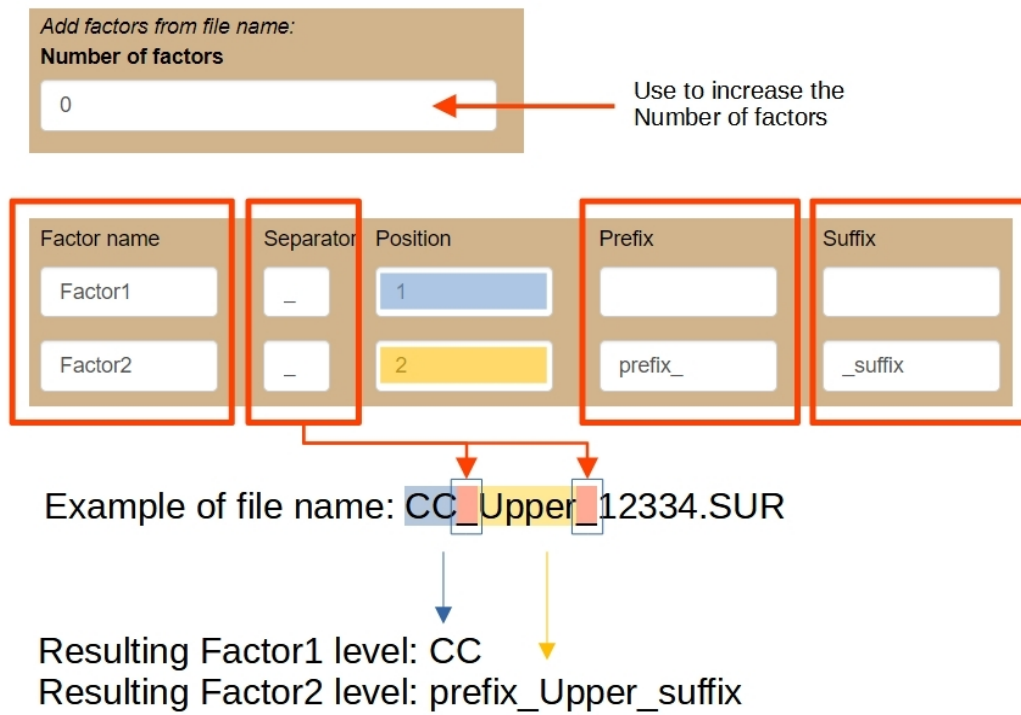 Add factors from file name:
Number of factors
0
Use to increase the
Number of factors
Factor name Separator Position Prefix Suffix
Factor1 _ 1
Factor2 _ 2 prefix_ _suffix
Example of file name: CC_Upper_12334.SUR
Resulting Factor1 level: CC
Resulting Factor2 level: prefix_Upper_suffix